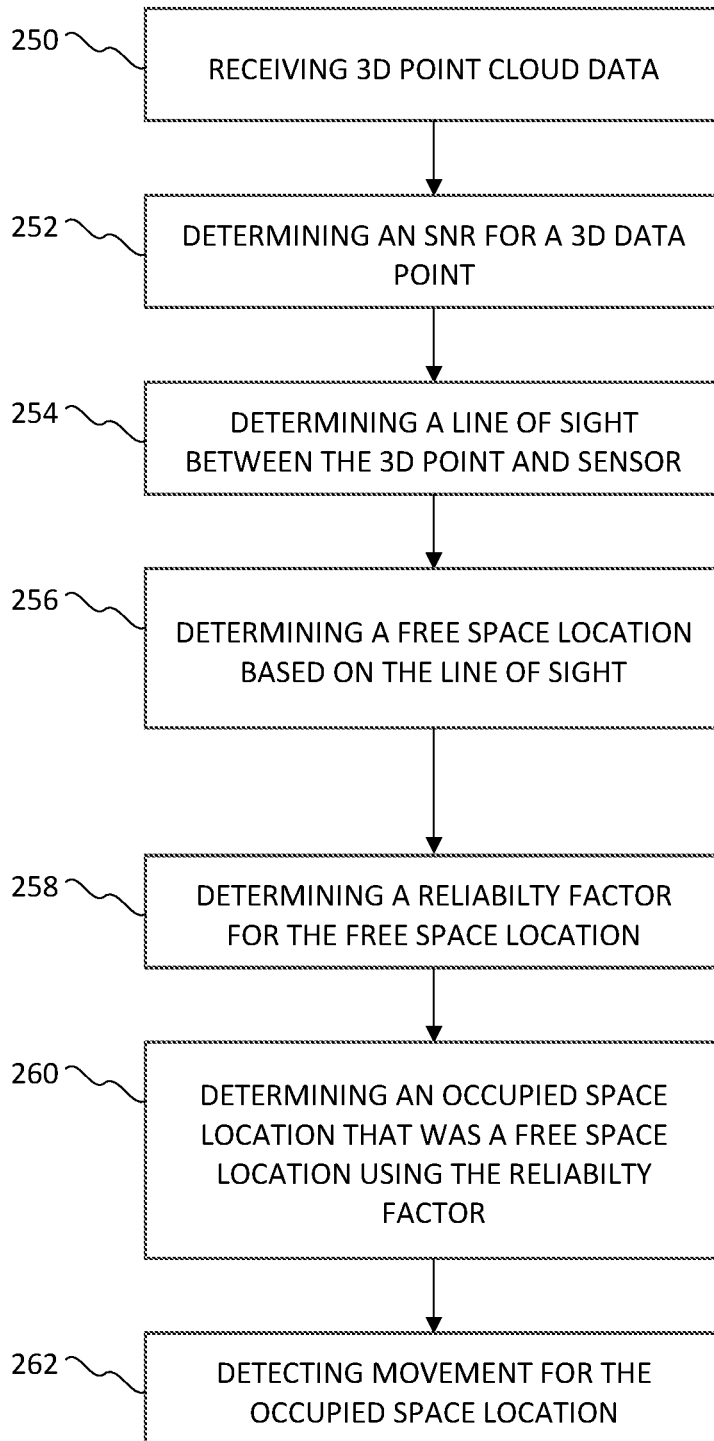 250
RECEIVING 3D POINT CLOUD DATA
252
DETERMINING AN SNR FOR A 3D DATA
POINT
254
DETERMINING A LINE OF SIGHT
BETWEEN THE 3D POINT AND SENSOR
256
DETERMINING A FREE SPACE LOCATION
BASED ON THE LINE OF SIGHT
258
DETERMINING A RELIABILTY FACTOR
FOR THE FREE SPACE LOCATION
260
DETERMINING AN OCCUPIED SPACE
LOCATION THAT WAS A FREE SPACE
LOCATION USING THE RELIABILTY
FACTOR
262
DETECTING MOVEMENT FOR THE
OCCUPIED SPACE LOCATION